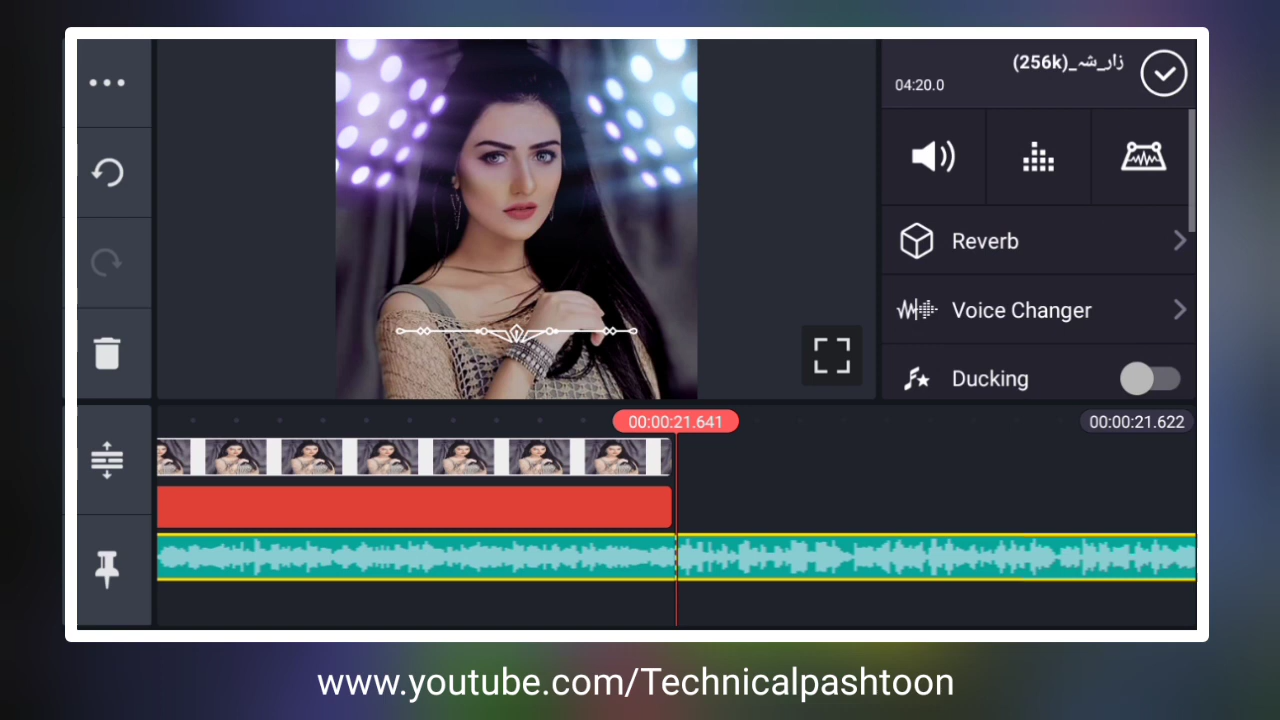 زار_شہ_(256k)
04:20.0
Reverb
Voice Changer
Ducking
00:00:21.641
00:00:21.622
www.youtube.com/Technicalpashtoon